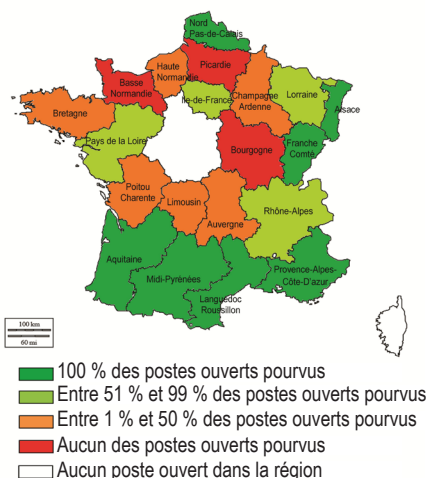 Nord
Pas-de-Calais
Haute
Normandie
Picardie
Basse
Normandie
Ile-de-France
Champagne
Ardenne
Lorraine
Alsace
Bretagne
Pays de la Loire
Bourgogne
Franche
Comté
Poitou
Charente
Limousin
Auvergne
Rhône-Alpes
Aquitaine
Midi-Pyrénées
Provence-Alpes-
Côte-D'azur
Languedoc
Roussillon
100 km
60 mi
100 % des postes ouverts pourvus
Entre 51 % et 99 % des postes ouverts pourvus
Entre 1 % et 50 % des postes ouverts pourvus
Aucun des postes ouverts pourvus
Aucun poste ouvert dans la région